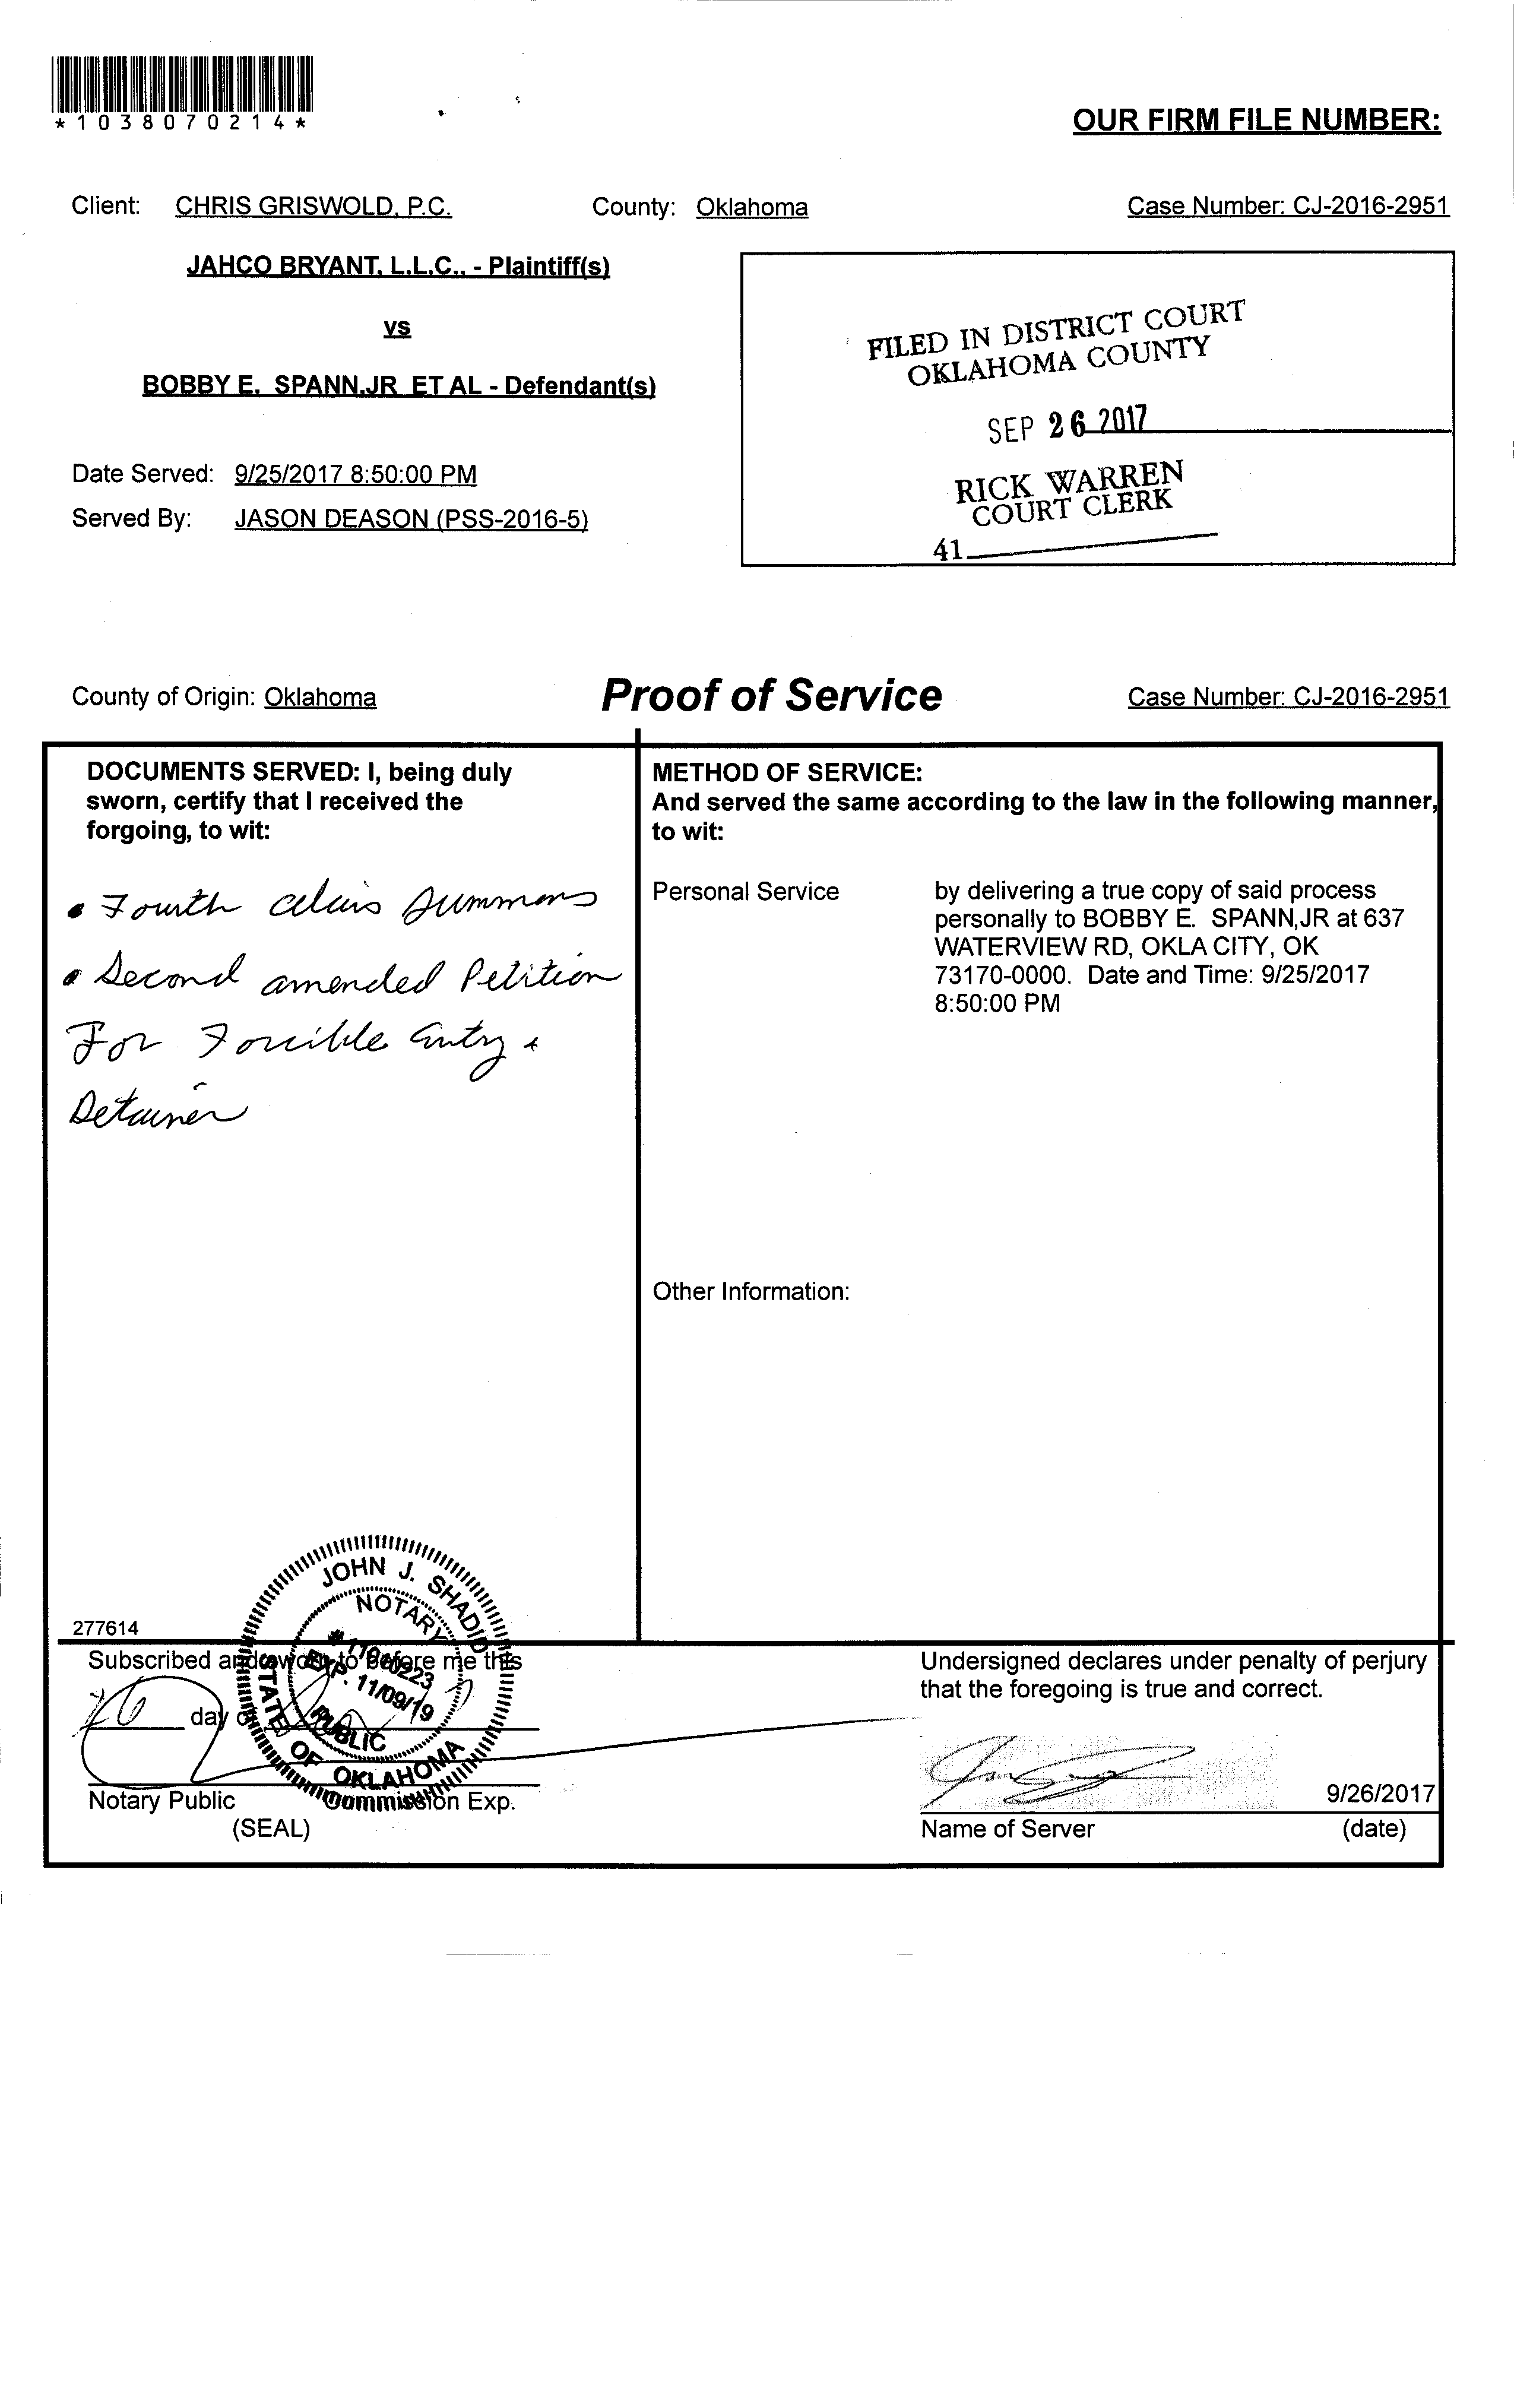 *1038070214*
OUR FIRM FILE NUMBER:
Client: CHRIS GRISWOLD, P.C. County: Oklahoma Case Number: CJ-2016-2951
JAHCO BRYANT, L.L.C., - Plaintiff(s)
vs
BOBBY E. SPANN,JR ET AL - Defendant(s)
FILED IN DISTRICT COURT
OKLAHOMA COUNTY
SEP 26 2017
RICK WARREN
COURT CLERK
41
Date Served: 9/25/2017 8:50:00 PM
Served By: JASON DEASON (PSS-2016-5)
County of Origin: Oklahoma Proof of Service Case Number: CJ-2016-2951
DOCUMENTS SERVED: I, being duly
sworn, certify that I received the
forgoing, to wit:
• Fourth alias Summons
• Second amended Petition
For Forcible Entry &
Detainer
METHOD OF SERVICE:
And served the same according to the law in the following manner,
to wit:
Personal Service by delivering a true copy of said process
personally to BOBBY E. SPANN,JR at 637
WATERVIEW RD, OKLA CITY, OK
73170-0000. Date and Time: 9/25/2017
8:50:00 PM
Other Information:
277614
Subscribed and sworn to before me this
26 day of
Notary Public Commission Exp.
(SEAL)
JOHN J. SHADID
NOTARY
EXP. 11/09/19
PUBLIC
STATE OF OKLAHOMA
Undersigned declares under penalty of perjury
that the foregoing is true and correct.
9/26/2017
Name of Server (date)